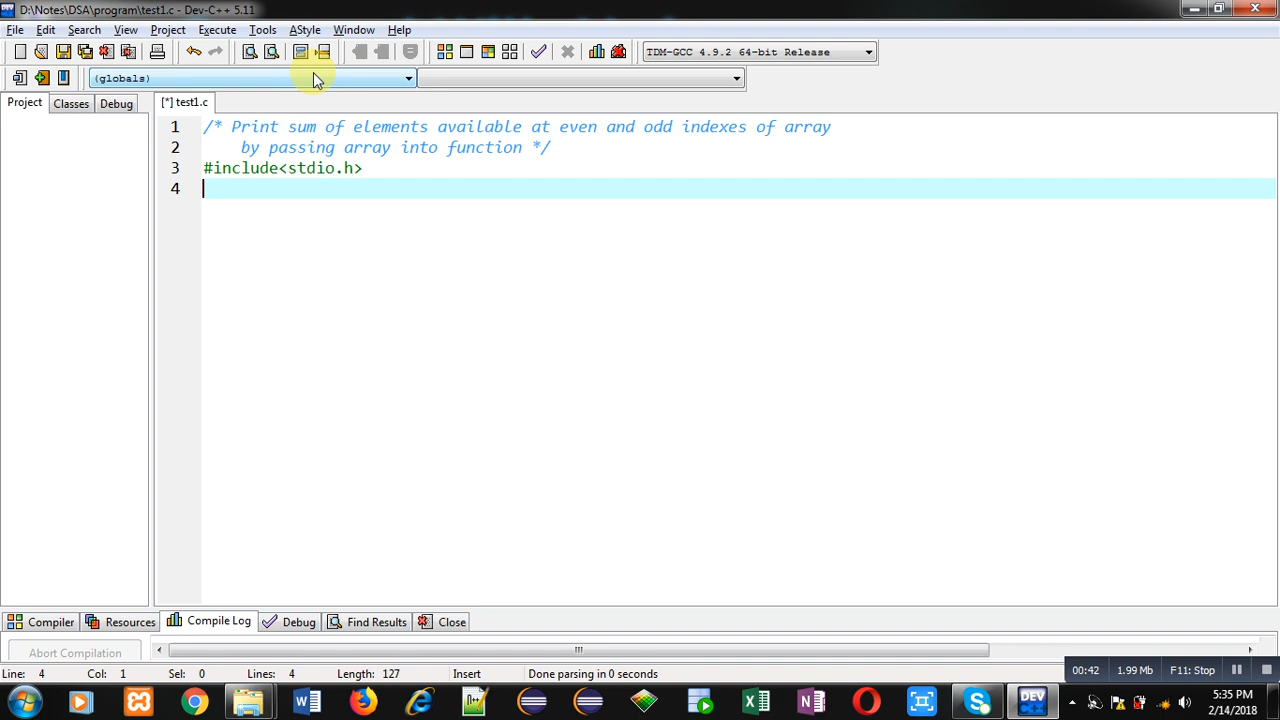 D:\Notes\DSA\program\test1.c - Dev-C++ 5.11
File Edit Search View Project Execute Tools AStyle Window Help
TDM-GCC 4.9.2 64-bit Release
(globals)
Project Classes Debug [*] test1.c
1 /* Print sum of elements available at even and odd indexes of array
2 by passing array into function */
3 #include<stdio.h>
4
Compiler Resources Compile Log Debug Find Results Close
Abort Compilation
Line: 4 Col: 1 Sel: 0 Lines: 4 Length: 127 Insert Done parsing in 0 seconds
00:42 1.99 Mb F11: Stop
DEV
5:35 PM
2/14/2018